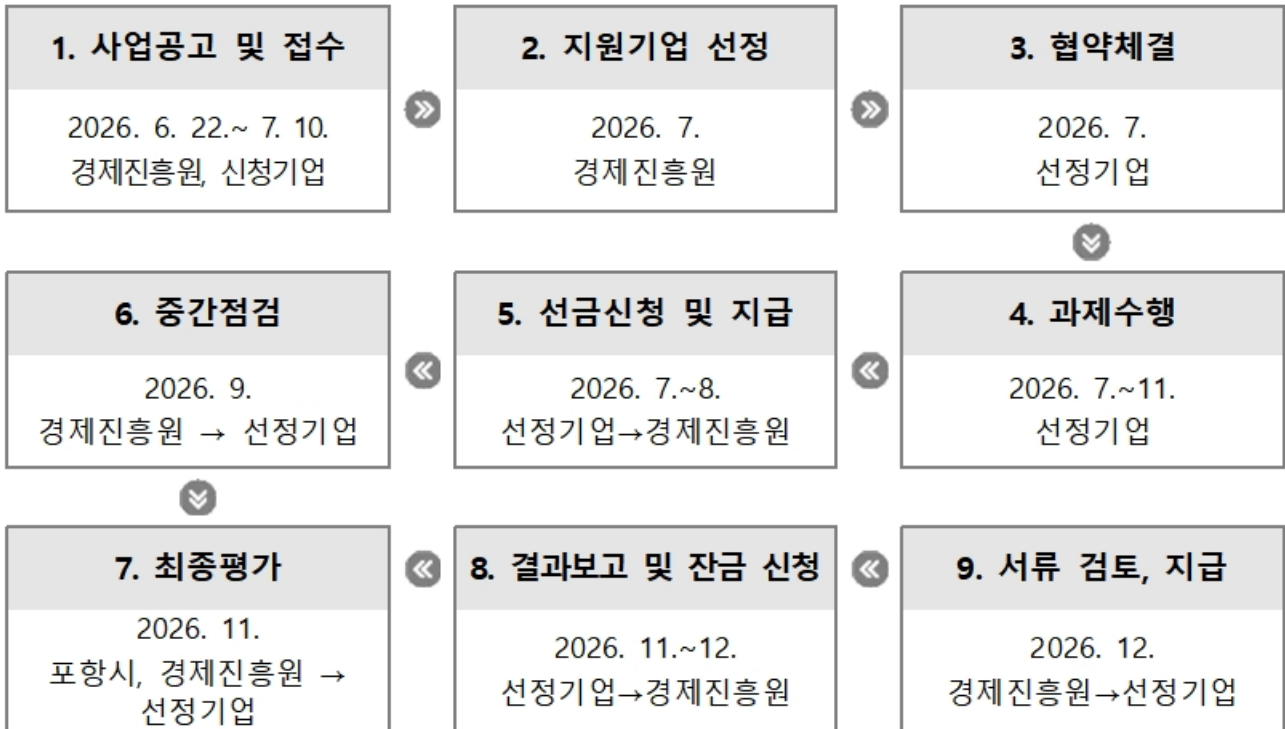 1. 사업공고 및 접수
2026. 6. 22.~ 7. 10.
경제진흥원, 신청기업
2. 지원기업 선정
2026. 7.
경제진흥원
3. 협약체결
2026. 7.
선정기업
4. 과제수행
2026. 7.~11.
선정기업
5. 선금신청 및 지급
2026. 7.~8.
선정기업→경제진흥원
6. 중간점검
2026. 9.
경제진흥원 → 선정기업
7. 최종평가
2026. 11.
포항시, 경제진흥원 →
선정기업
8. 결과보고 및 잔금 신청
2026. 11.~12.
선정기업→경제진흥원
9. 서류 검토, 지급
2026. 12.
경제진흥원→선정기업